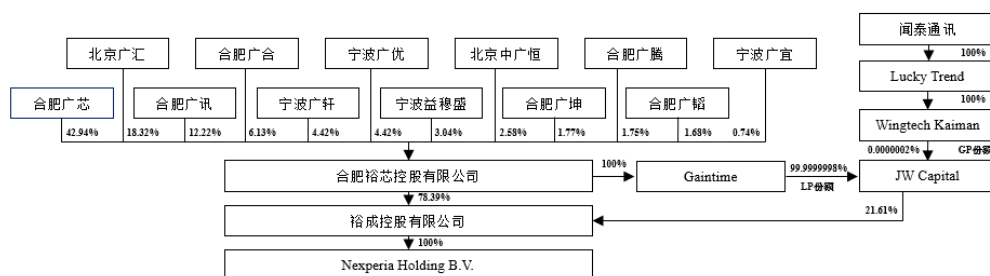 闻泰通讯
100%
北京广汇
合肥广合
宁波广优
北京中广恒
合肥广腾
宁波广宜
Lucky Trend
100%
合肥广芯
合肥广讯
宁波广轩
宁波益穆盛
合肥广坤
合肥广韬
Wingtech Kaiman
42.94%
18.32%
12.22%
6.13%
4.42%
4.42%
3.04%
2.58%
1.77%
1.75%
1.68%
0.74%
0.0000002%
GP份额
合肥裕芯控股有限公司
100%
Gaintime
99.9999998%
LP份额
JW Capital
78.39%
21.61%
裕成控股有限公司
100%
Nexperia Holding B.V.